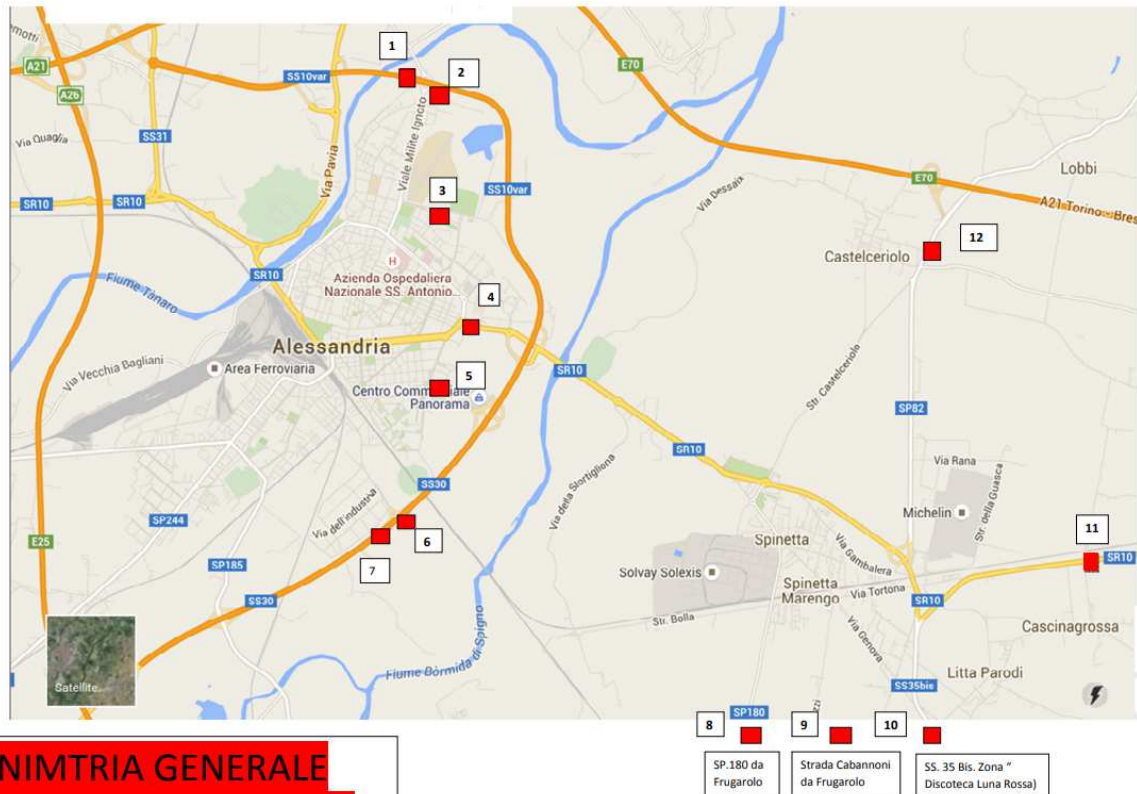 1
2
3
4
5
6
7
8
9
10
11
12
A21
A26
SS31
SS10var
E70
Via Quaglia
SR10
SR10
Via Pavia
Viale Milite Ignoto
SS10var
Via Dessaix
E70
Lobbi
A21 Torino - Bres
Castelceriolo
SR10
Fiume Tanaro
H
Azienda Ospedaliera
Nazionale SS. Antonio...
Alessandria
Via Vecchia Bagliani
Area Ferroviaria
Centro Commerciale
Panorama
SR10
Str. Castelceriolo
SP82
SR10
Via Rana
Str. della Guasca
Michelin
SS30
Via dell'industria
Via della Stortigliona
SP244
E25
SP185
SS30
Spinetta
Via Gambalera
Solvay Solexis
Spinetta
Marengo
Via Tortona
SR10
SR10
Str. Bolla
Via Genova
Cascinagrossa
Litta Parodi
Fiume Bòrmida di Spigno
SS35bis
Satellite
SP180
SP.180 da
Frugarolo
Strada Cabannoni
da Frugarolo
SS. 35 Bis. Zona "
Discoteca Luna Rossa)
NIMTRIA GENERALE